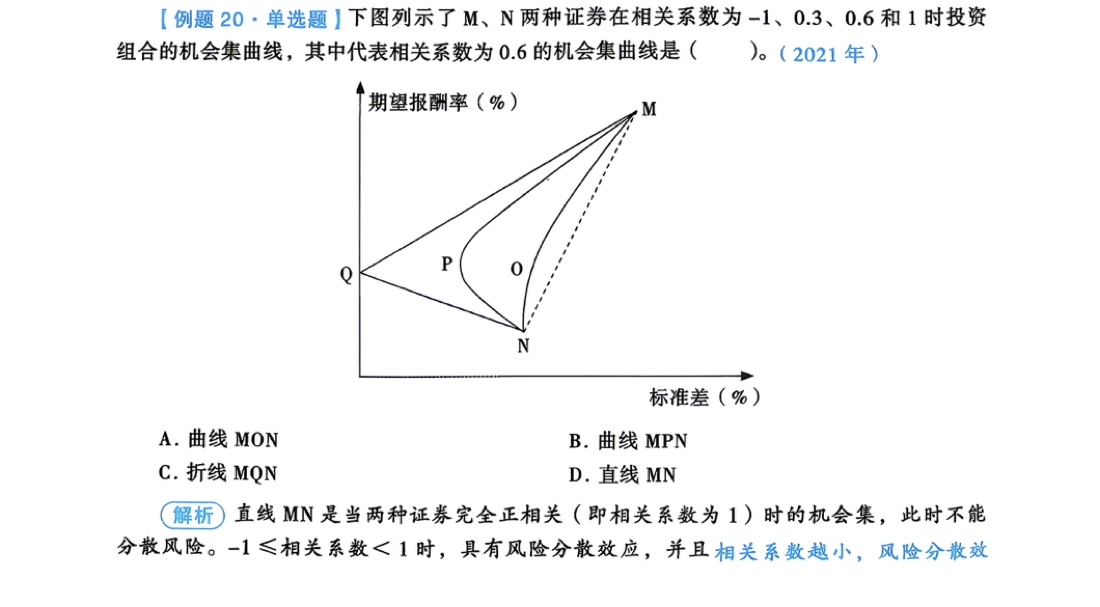 【例题 20·单选题】下图列示了 M、N 两种证券在相关系数为 -1、0.3、0.6 和 1 时投资
组合的机会集曲线，其中代表相关系数为 0.6 的机会集曲线是（　　）。（2021 年）
期望报酬率（%）
M
Q
P
O
N
标准差（%）
A. 曲线 MON
B. 曲线 MPN
C. 折线 MQN
D. 直线 MN
解析 直线 MN 是当两种证券完全正相关（即相关系数为 1）时的机会集，此时不能
分散风险。-1≤相关系数＜1 时，具有风险分散效应，并且相关系数越小，风险分散效